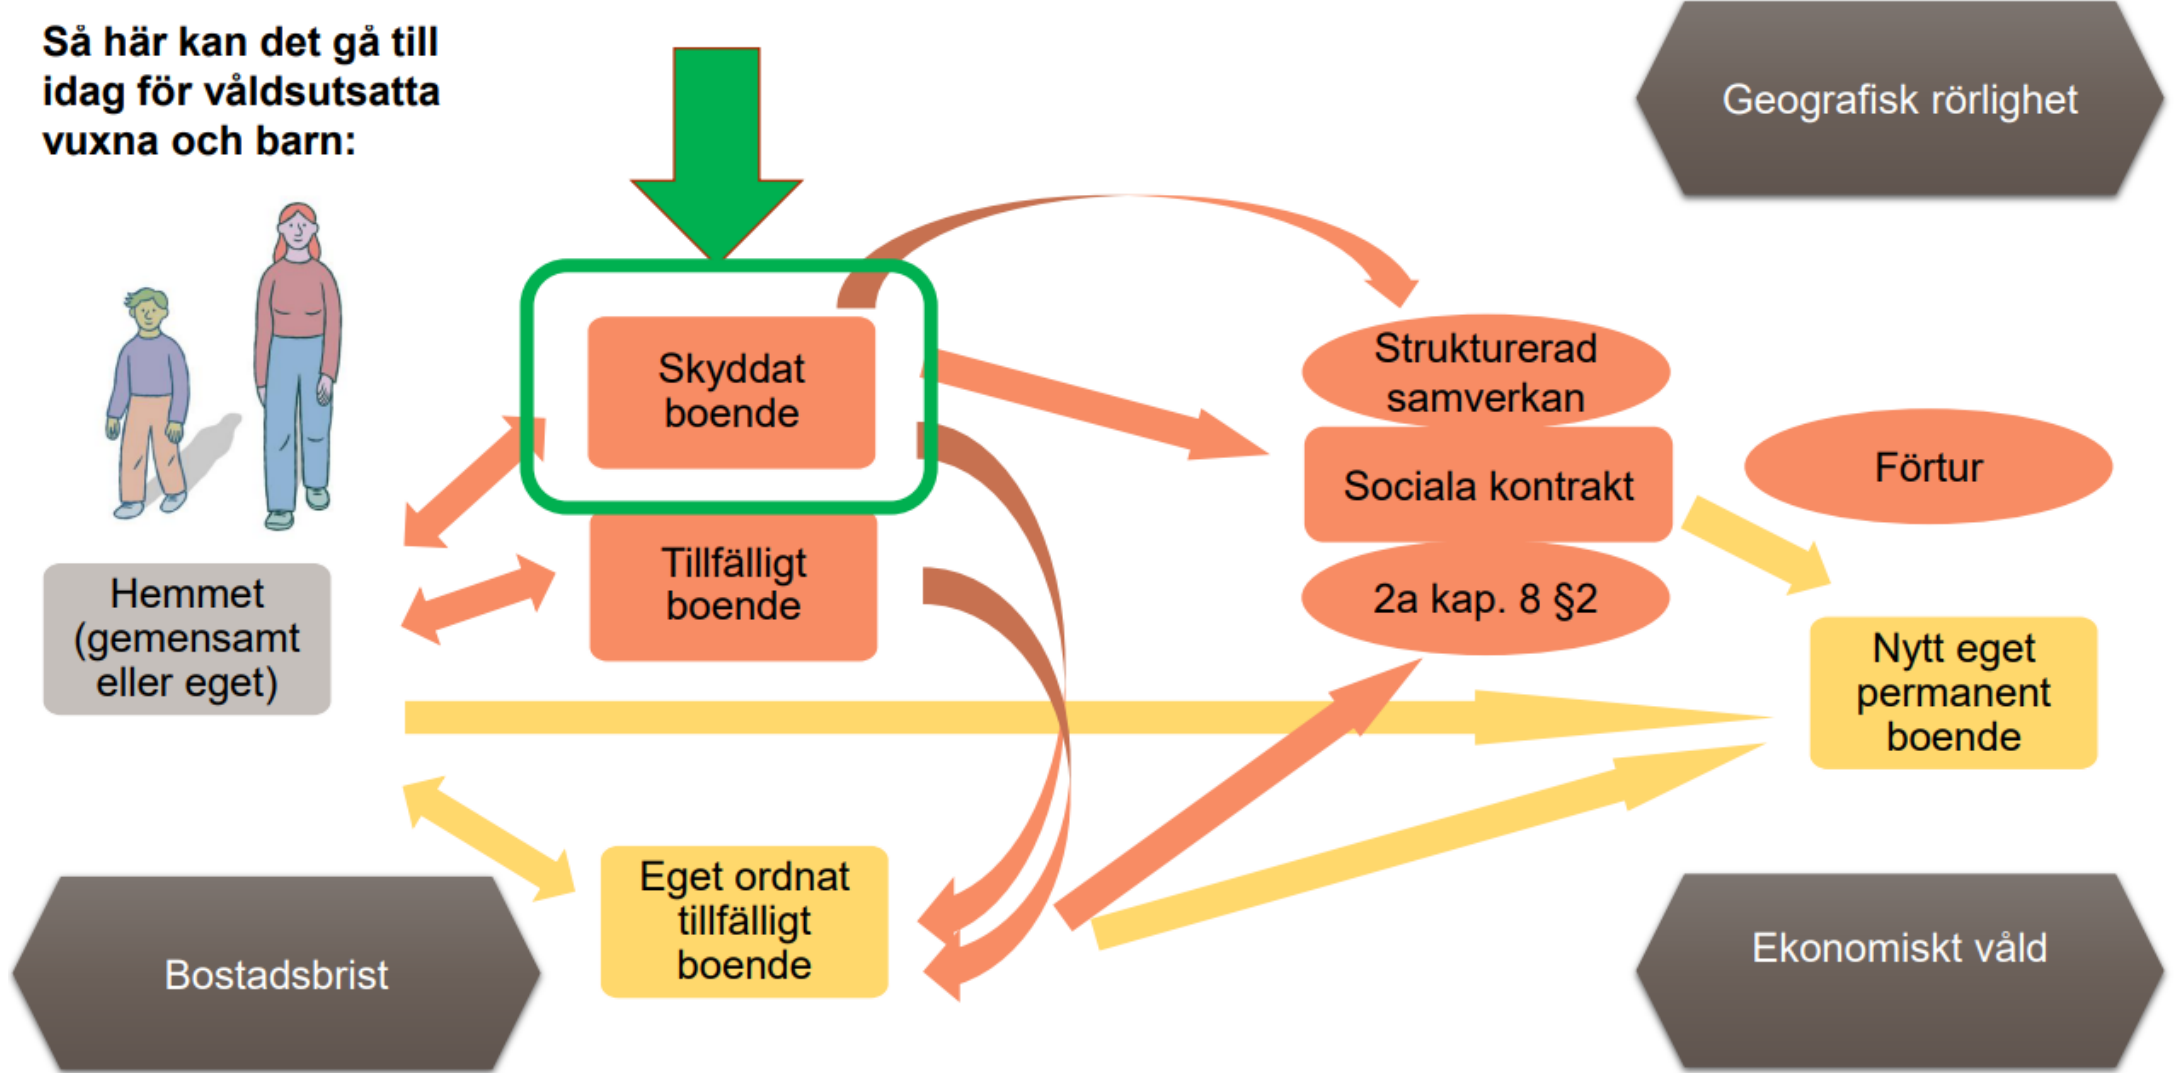 Så här kan det gå till
idag för våldsutsatta
vuxna och barn:
Geografisk rörlighet
Skyddat
boende
Strukturerad
samverkan
Sociala kontrakt
Förtur
Tillfälligt
boende
2a kap. 8 §2
Hemmet
(gemensamt
eller eget)
Nytt eget
permanent
boende
Eget ordnat
tillfälligt
boende
Bostadsbrist
Ekonomiskt våld